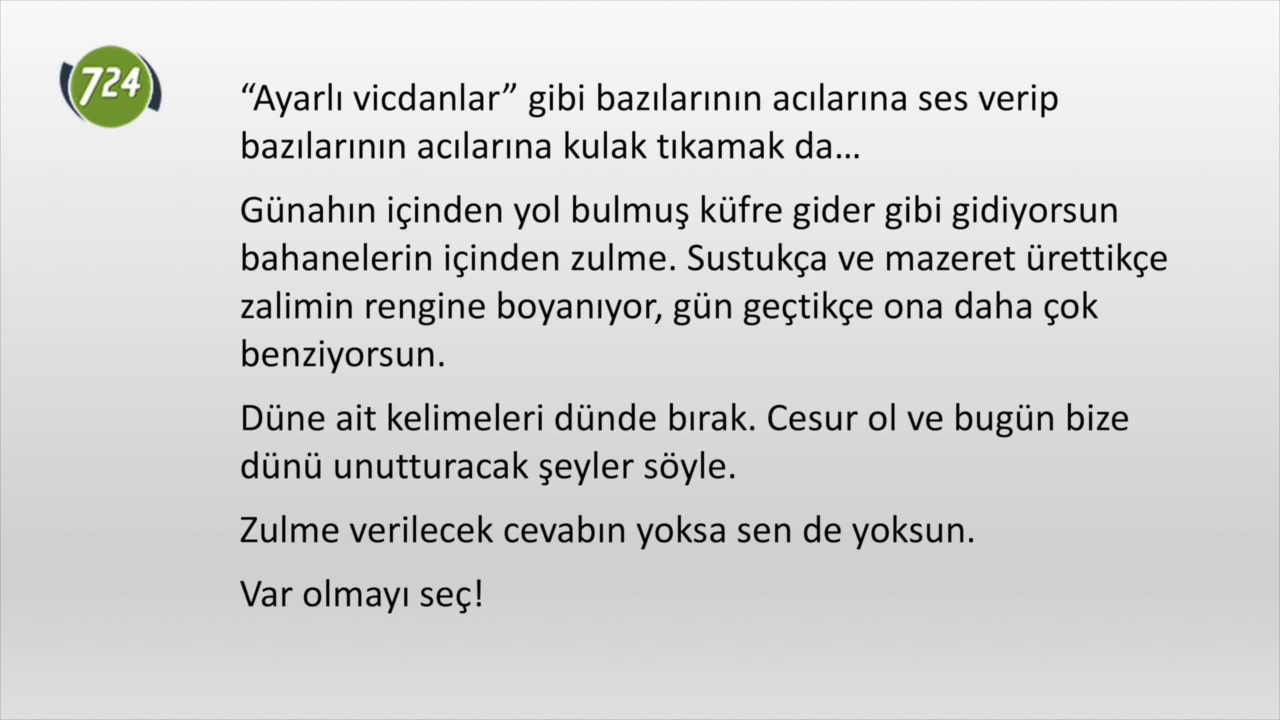 724
“Ayarlı vicdanlar” gibi bazılarının acılarına ses verip
bazılarının acılarına kulak tıkamak da…
Günahın içinden yol bulmuş küfre gider gibi gidiyorsun
bahanelerin içinden zulme. Sustukça ve mazeret ürettikçe
zalimin rengine boyanıyor, gün geçtikçe ona daha çok
benziyorsun.
Düne ait kelimeleri dünde bırak. Cesur ol ve bugün bize
dünü unutturacak şeyler söyle.
Zulme verilecek cevabın yoksa sen de yoksun.
Var olmayı seç!